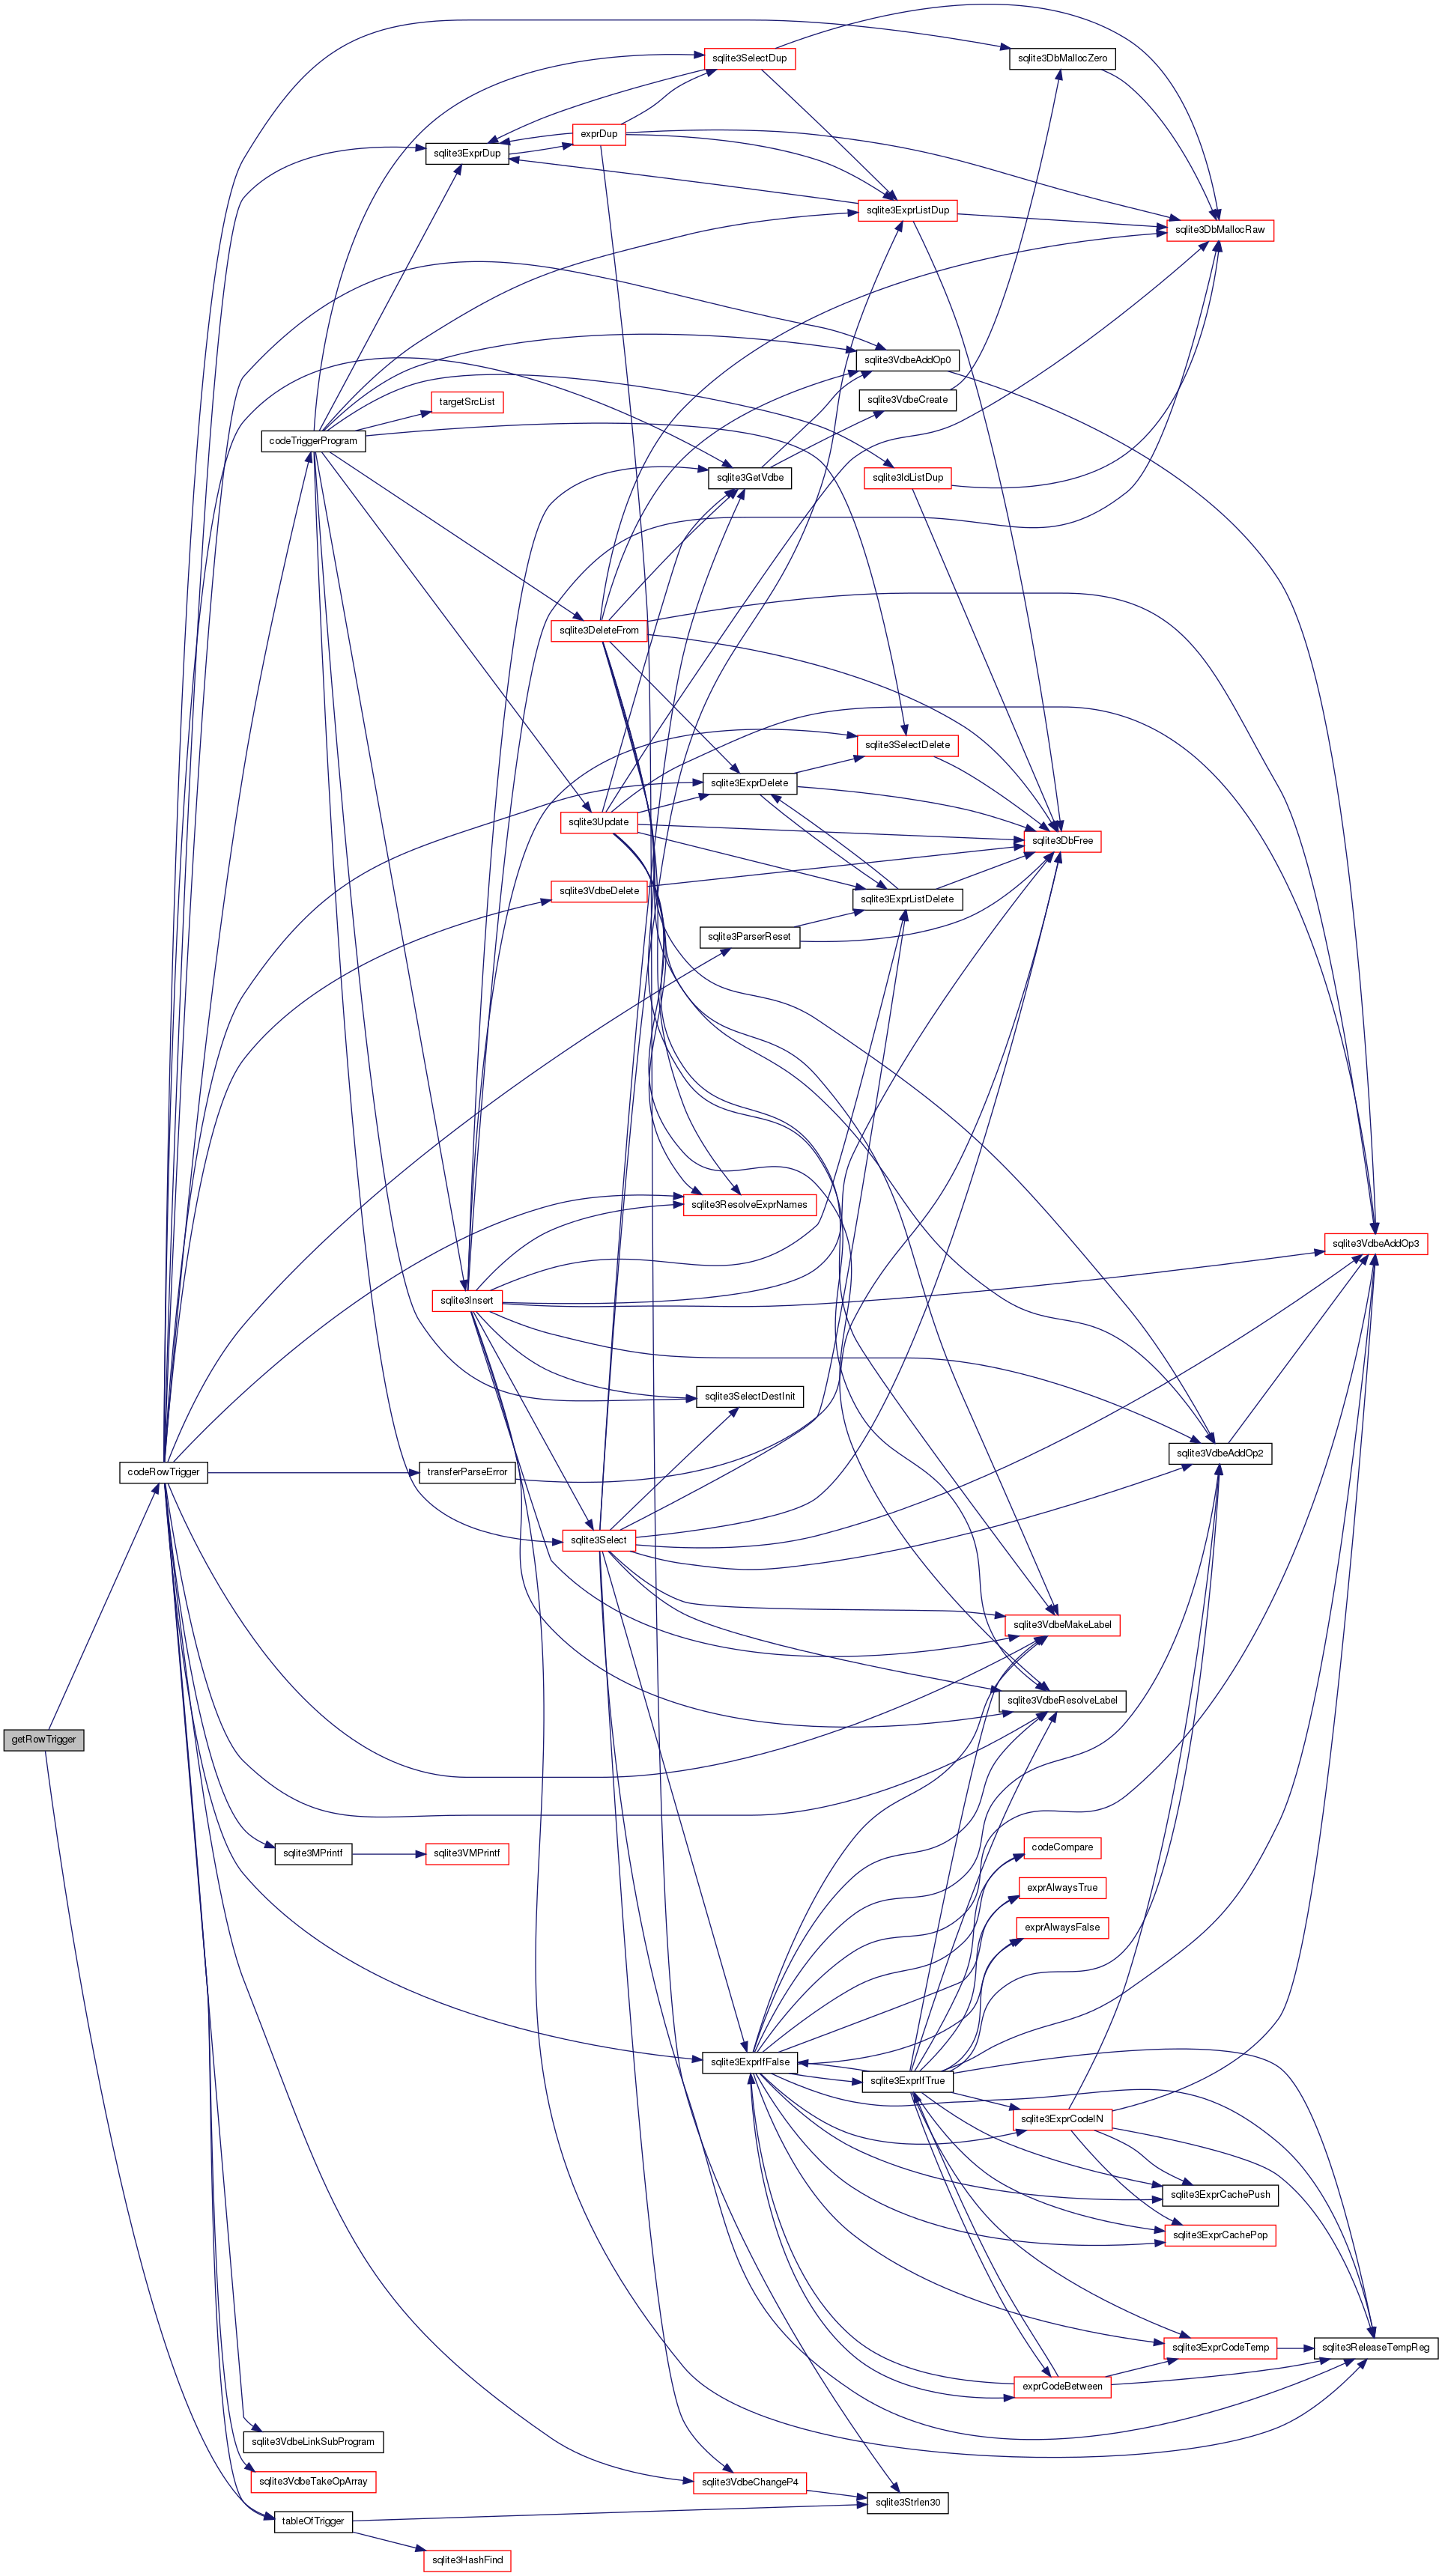 sqlite3SelectDup
sqlite3DbMallocZero
exprDup
sqlite3ExprDup
sqlite3ExprListDup
sqlite3DbMallocRaw
sqlite3VdbeAddOp0
targetSrcList
sqlite3VdbeCreate
codeTriggerProgram
sqlite3GetVdbe
sqlite3IdListDup
sqlite3DeleteFrom
sqlite3SelectDelete
sqlite3ExprDelete
sqlite3Update
sqlite3DbFree
sqlite3VdbeDelete
sqlite3ExprListDelete
sqlite3ParserReset
sqlite3ResolveExprNames
sqlite3VdbeAddOp3
sqlite3Insert
sqlite3SelectDestInit
sqlite3VdbeAddOp2
codeRowTrigger
transferParseError
sqlite3Select
sqlite3VdbeMakeLabel
sqlite3VdbeResolveLabel
getRowTrigger
codeCompare
sqlite3MPrintf
sqlite3VMPrintf
exprAlwaysTrue
exprAlwaysFalse
sqlite3ExprIfFalse
sqlite3ExprIfTrue
sqlite3ExprCodeIN
sqlite3ExprCachePush
sqlite3ExprCachePop
sqlite3ExprCodeTemp
sqlite3ReleaseTempReg
exprCodeBetween
sqlite3VdbeLinkSubProgram
sqlite3VdbeTakeOpArray
sqlite3VdbeChangeP4
sqlite3Strlen30
tableOfTrigger
sqlite3HashFind